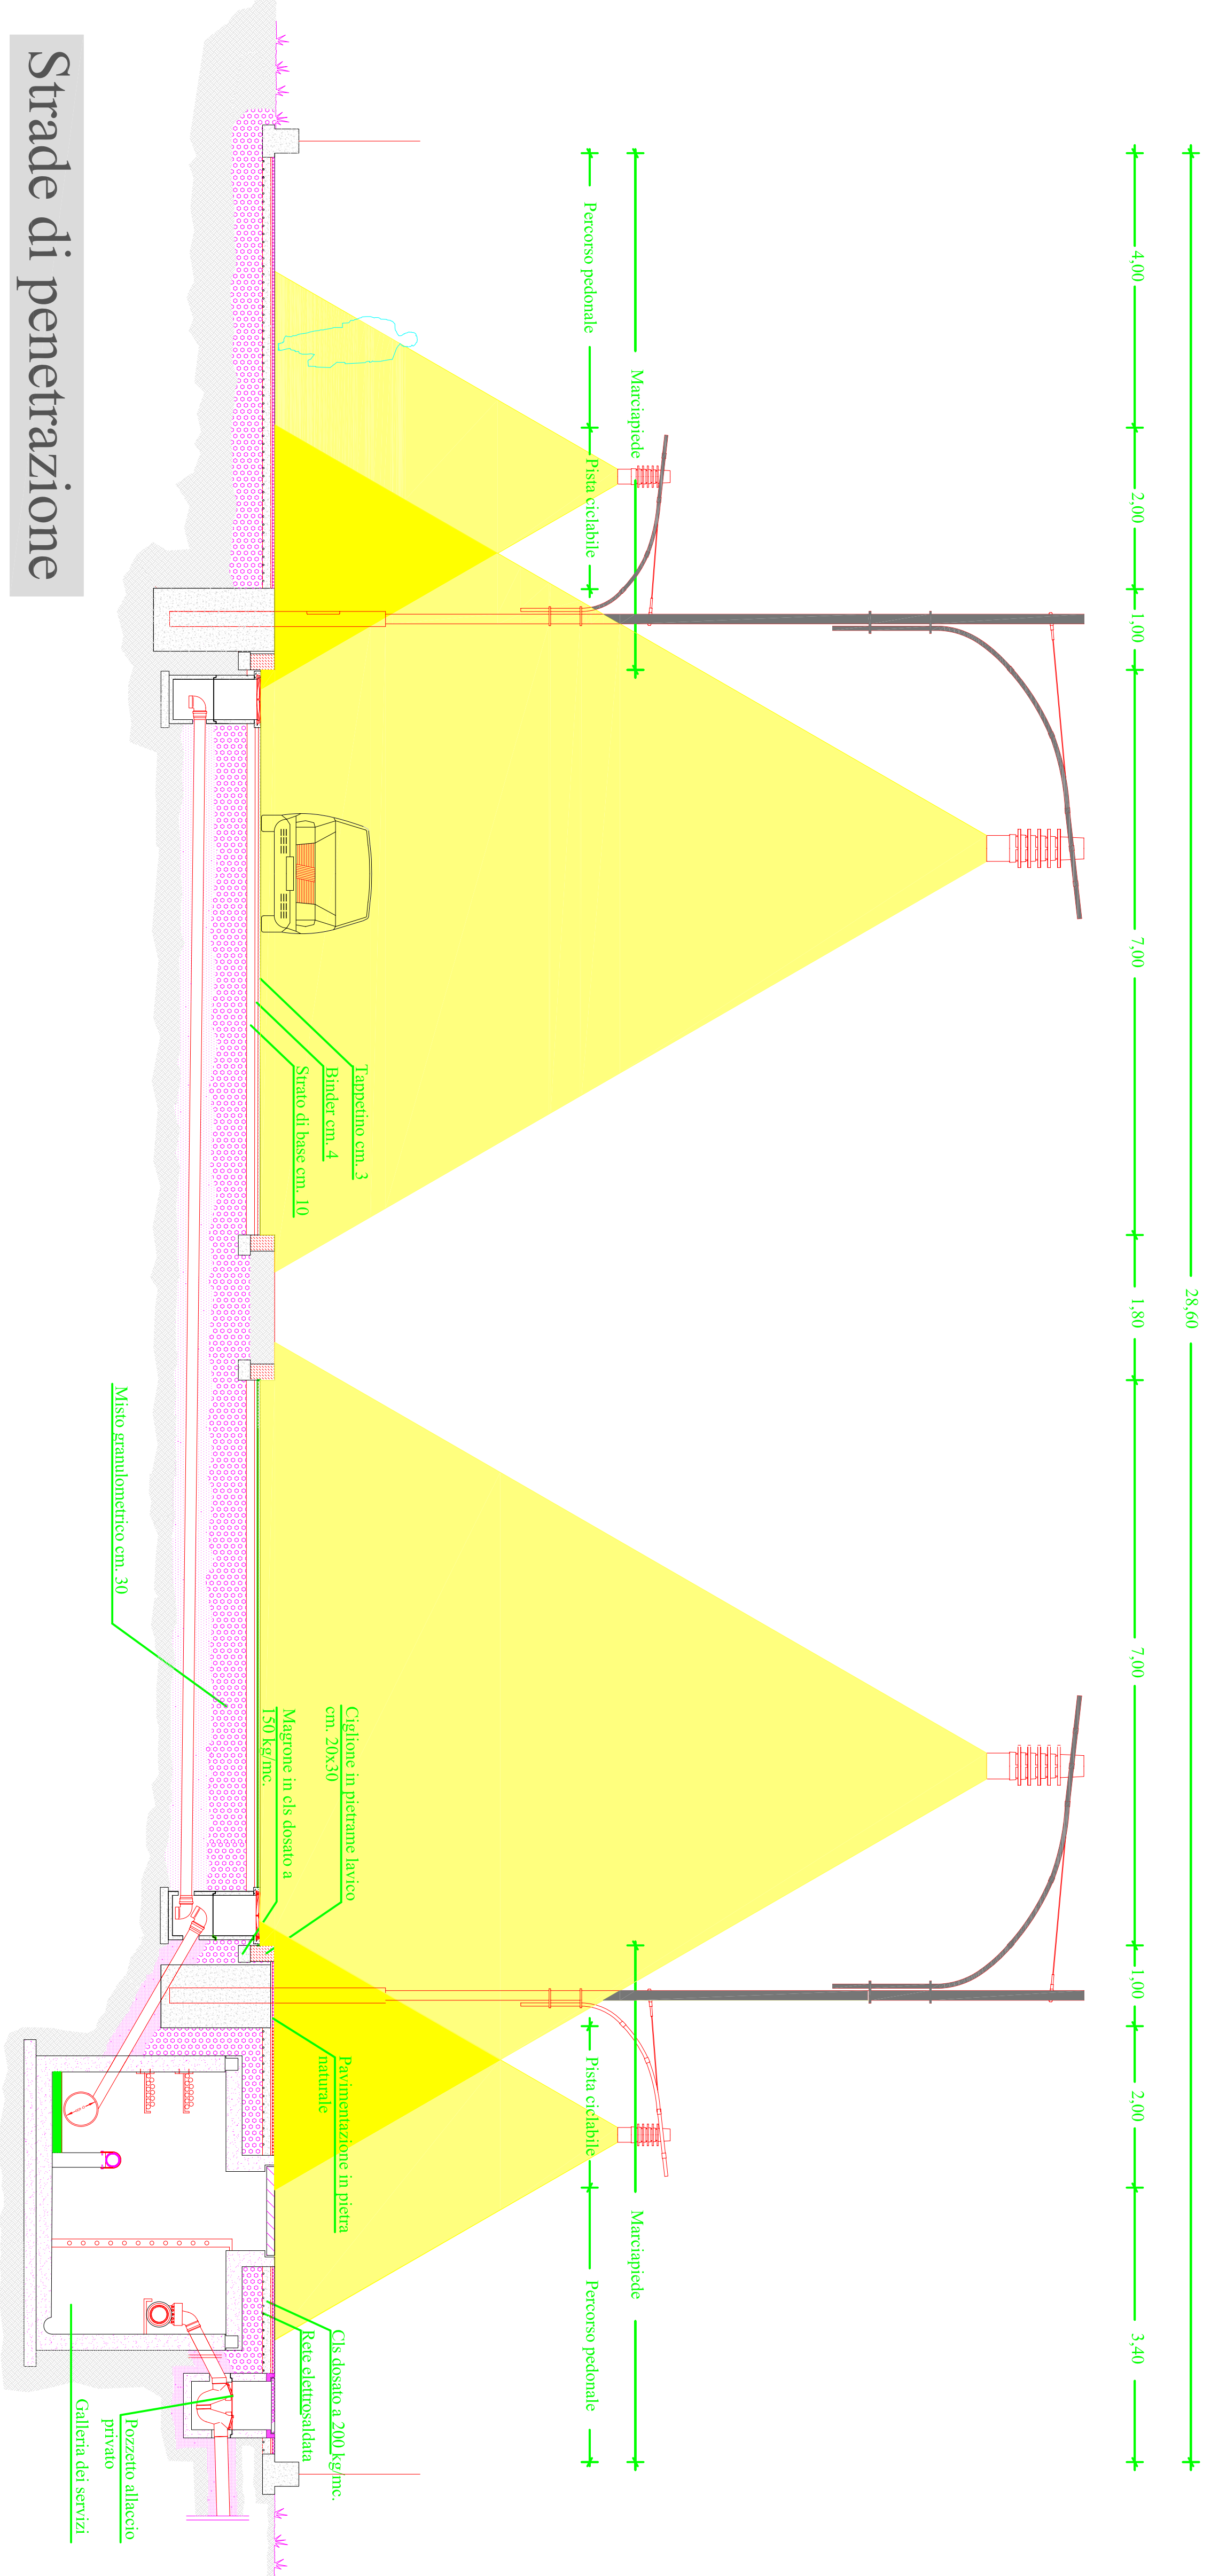 28,60
4,00
2,00
1,00
7,00
1,80
7,00
1,00
2,00
3,40
Marciapiede
Marciapiede
Percorso pedonale
Pista ciclabile
Pista ciclabile
Percorso pedonale
Tappetino cm. 3
Binder cm. 4
Strato di base cm. 10
Ciglione in pietrame lavico
cm. 20x30
Magrone in cls dosato a
150 kg/mc.
Pavimentazione in pietra
naturale
Cls dosato a 200 kg/mc.
Rete elettrosaldata
Misto granulometrico cm. 30
Pozzetto allaccio
privato
Galleria dei servizi
Strade di penetrazione